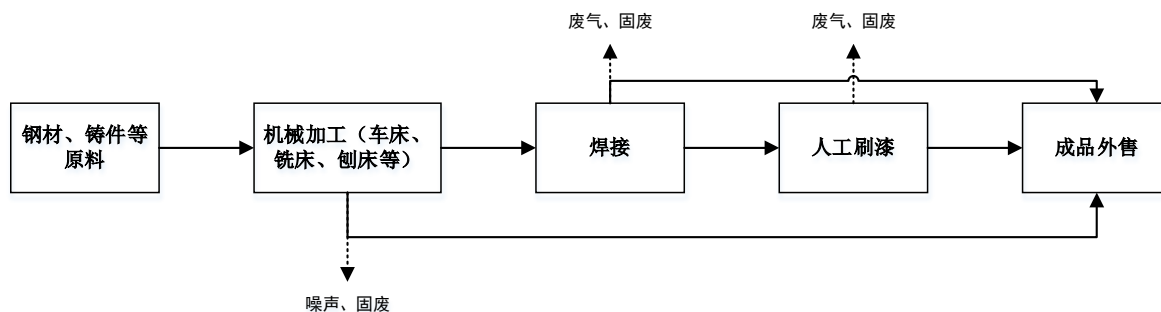 废气、固废
废气、固废
钢材、铸件等
原料
机械加工（车床、
铣床、刨床等）
焊接
人工刷漆
成品外售
噪声、固废